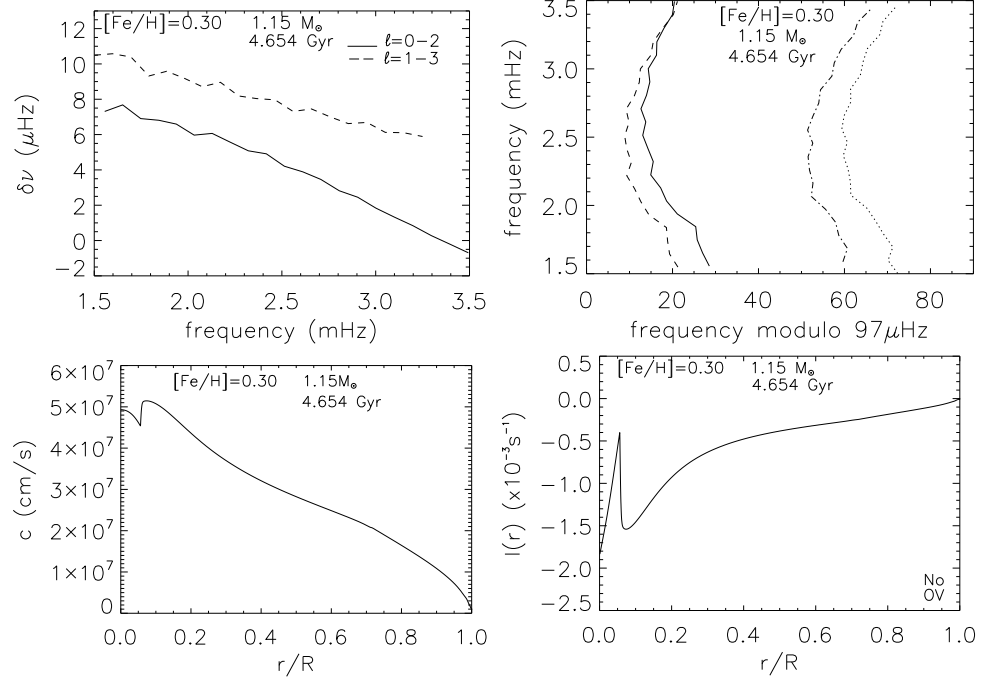 [Fe/H]=0.30 1.15 M⊙
4.654 Gyr
ℓ=0-2
ℓ=1-3
12
10
8
6
4
2
0
−2
δν (μHz)
1.5 2.0 2.5 3.0 3.5
frequency (mHz)
[Fe/H]=0.30
1.15 M⊙
4.654 Gyr
3.5
3.0
2.5
2.0
1.5
frequency (mHz)
0 20 40 60 80
frequency modulo 97μHz
[Fe/H]=0.30 1.15M⊙
4.654 Gyr
6×10⁷
5×10⁷
4×10⁷
3×10⁷
2×10⁷
1×10⁷
0
c (cm/s)
0.0 0.2 0.4 0.6 0.8 1.0
r/R
[Fe/H]=0.30 1.15 M⊙
4.654 Gyr
0.5
0.0
−0.5
−1.0
−1.5
−2.0
−2.5
I(r) (x10⁻³s⁻¹)
No
OV
0.0 0.2 0.4 0.6 0.8 1.0
r/R